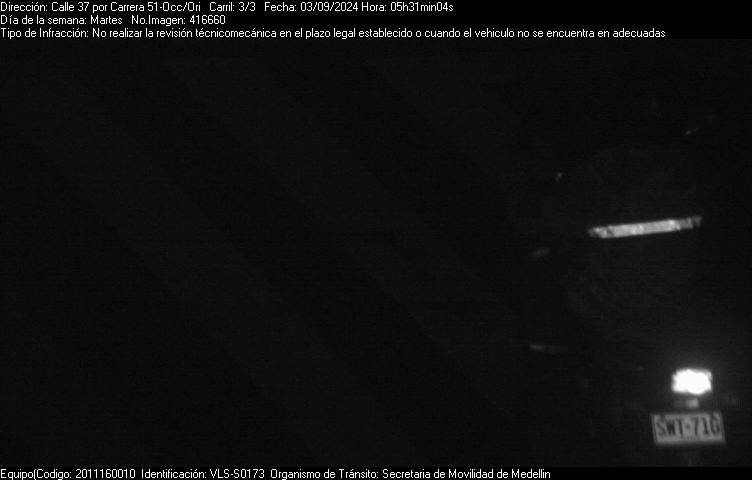 Dirección: Calle 37 por Carrera 51-Occ/Ori Carril: 3/3 Fecha: 03/09/2024 Hora: 05h31min04s
Día de la semana: Martes No.Imagen: 416660
Tipo de Infracción: No realizar la revisión técnicomecánica en el plazo legal establecido o cuando el vehiculo no se encuentra en adecuadas
SWT-71G
Equipo(Codigo: 2011160010 Identificación: VLS-S0173 Organismo de Tránsito: Secretaria de Movilidad de Medellin